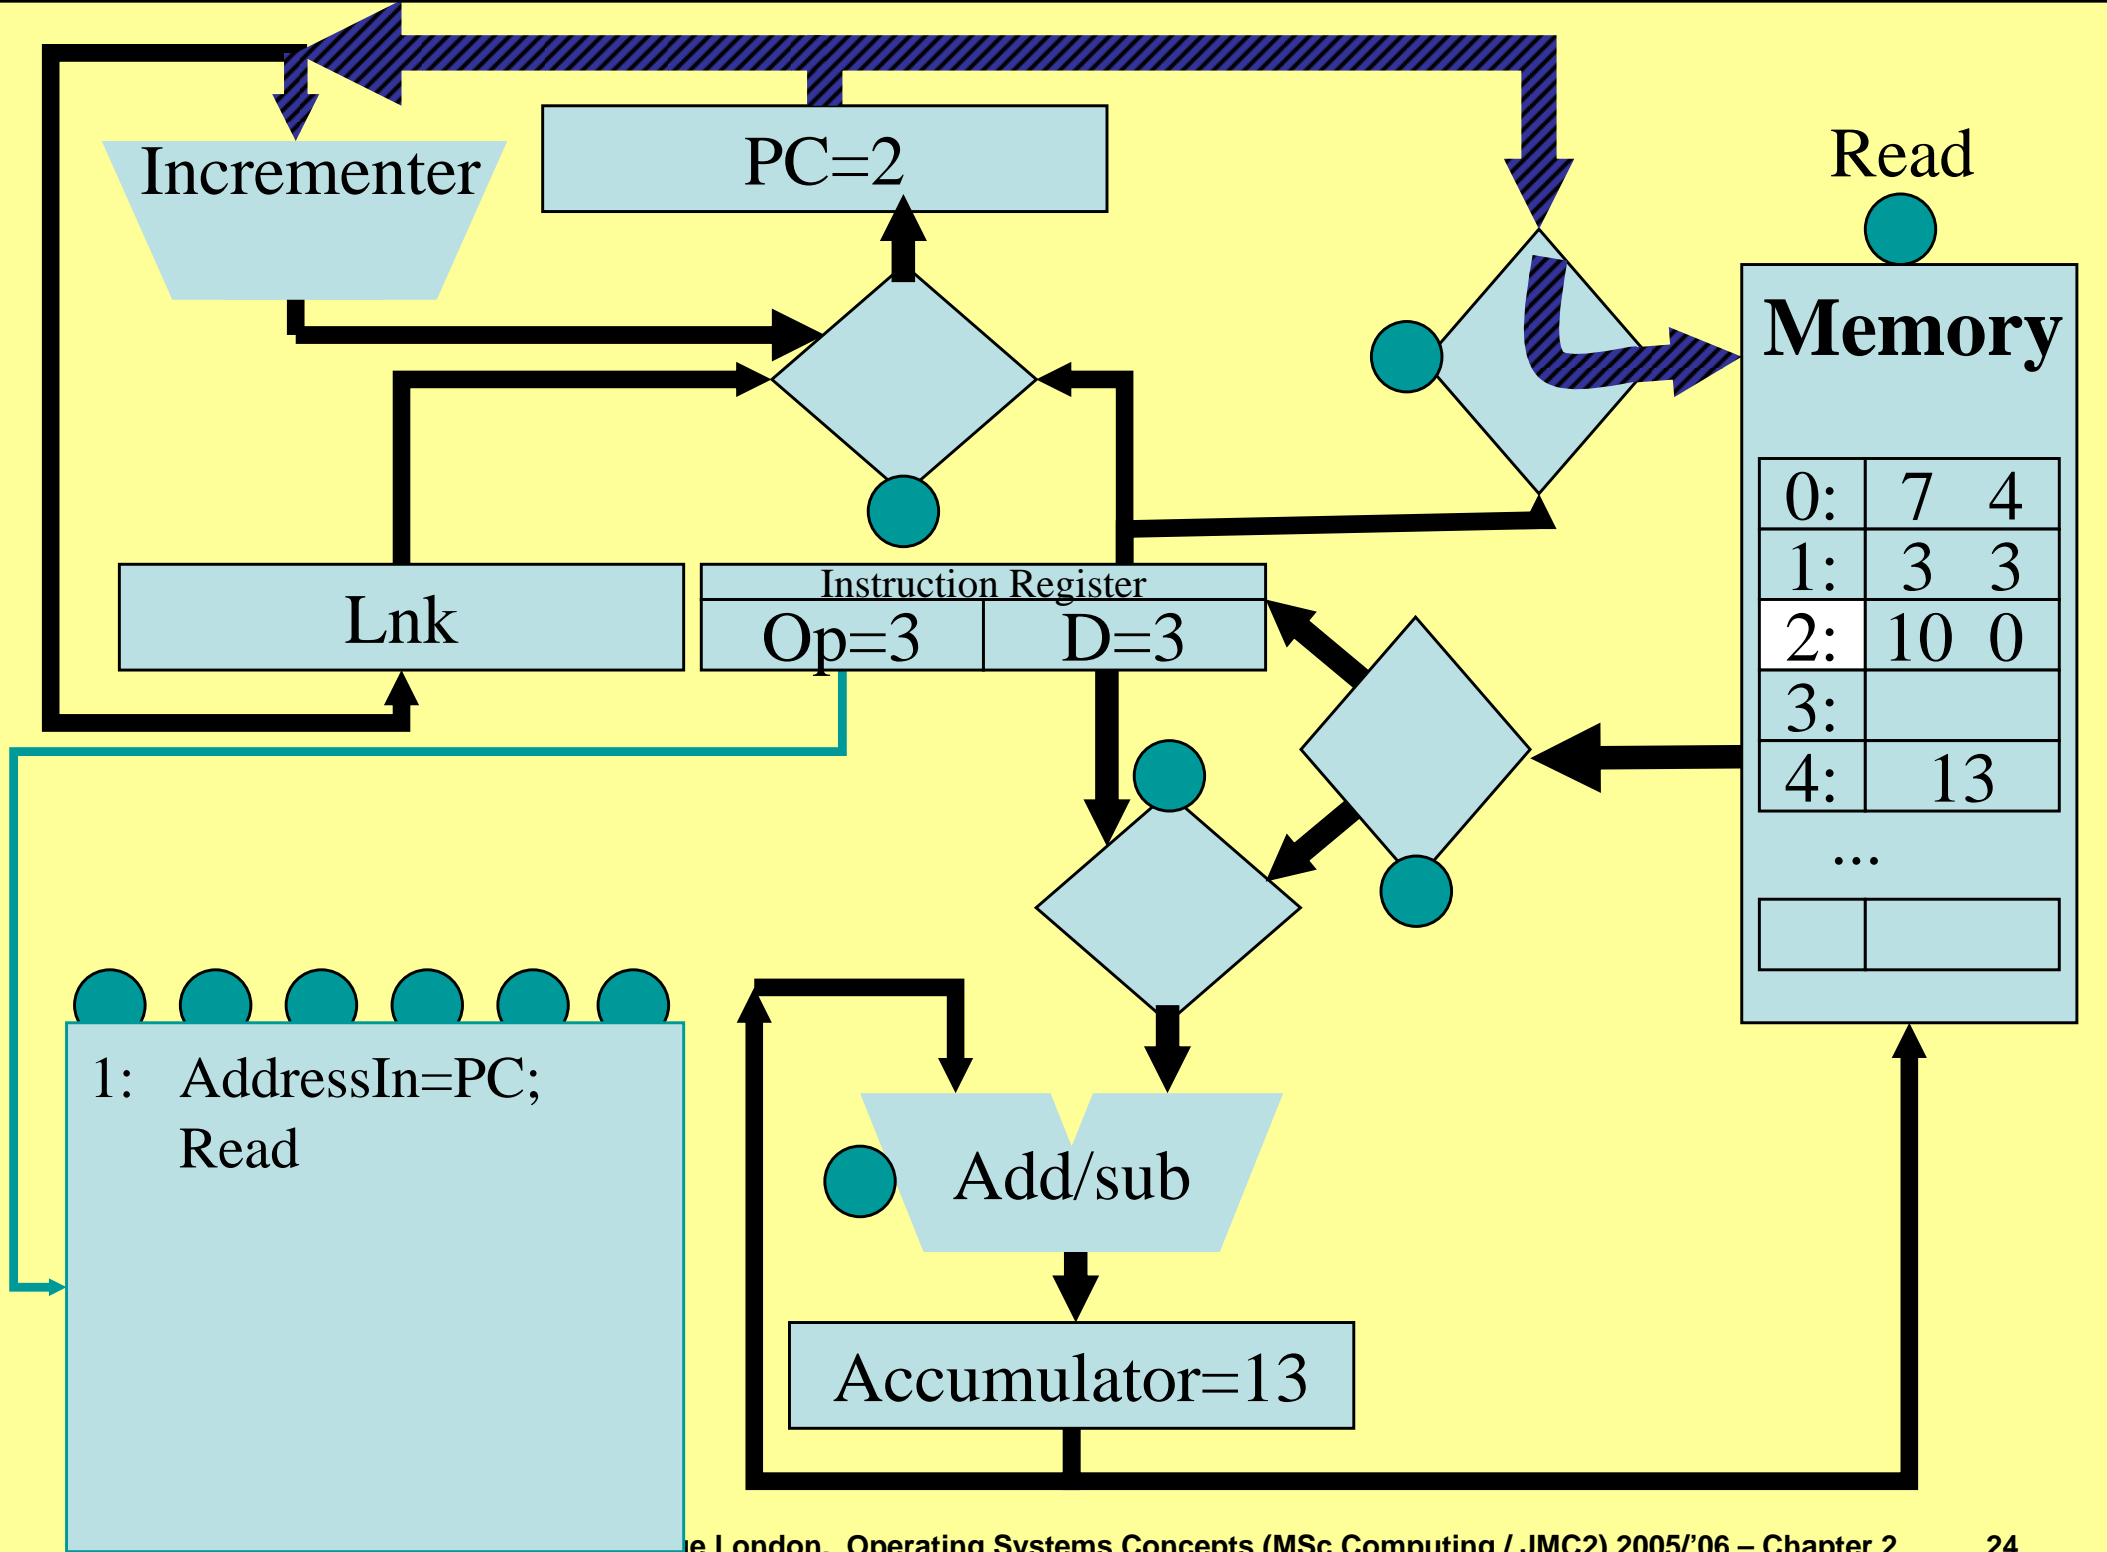 Incrementer
PC=2
Read
Memory
0: 7 4
1: 3 3
2: 10 0
3:
4: 13
...
Instruction Register
Lnk
Op=3 D=3
1: AddressIn=PC;
Read
Add/sub
Accumulator=13
London. Operating Systems Concepts (MSc Computing / JMC2) 2005/'06 – Chapter 2 24